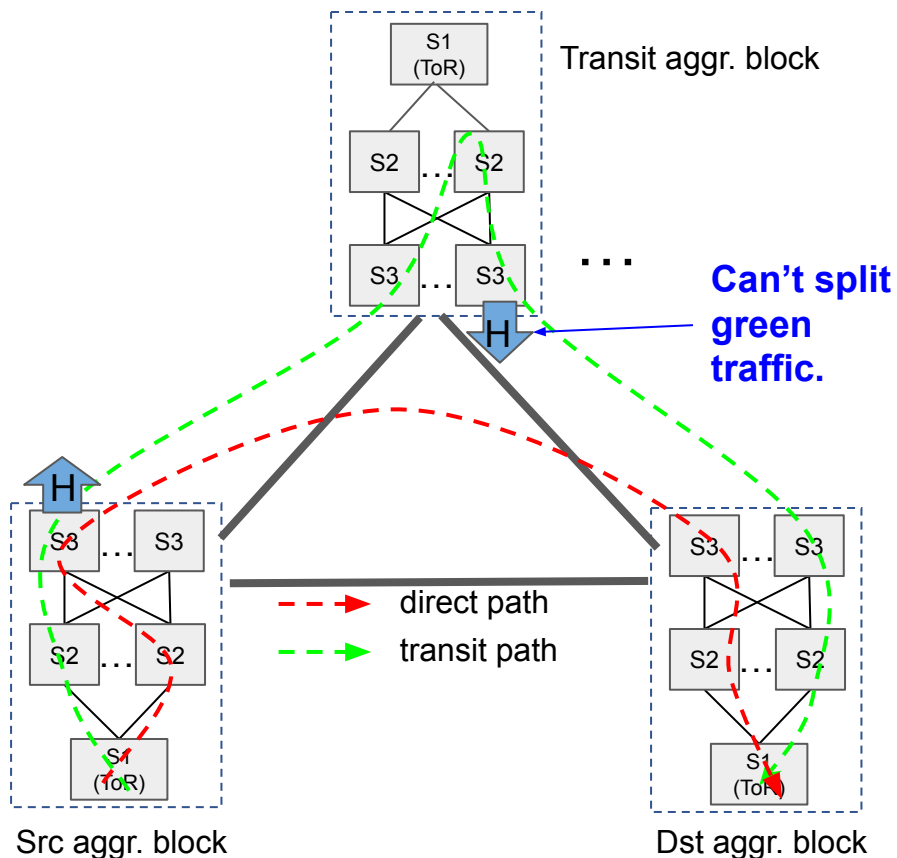 S1
(ToR)
Transit aggr. block
S2
...
S2
S3
...
S3
...
H
Can't split
green
traffic.
H
S3
...
S3
S3
...
S3
direct path
S2
...
S2
transit path
S2
...
S2
S1
(ToR)
S1
(ToR)
Src aggr. block
Dst aggr. block